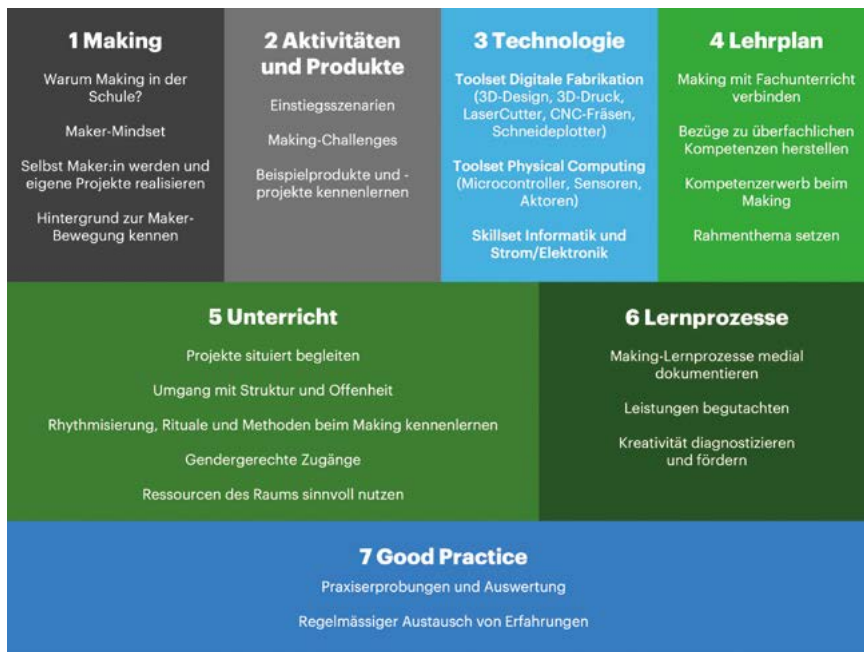 1 Making
Warum Making in der
Schule?
Maker-Mindset
Selbst Maker:in werden und
eigene Projekte realisieren
Hintergrund zur Maker-
Bewegung kennen
2 Aktivitäten
und Produkte
Einstiegsszenarien
Making-Challenges
Beispielprodukte und -
projekte kennenlernen
3 Technologie
Toolset Digitale Fabrikation
(3D-Design, 3D-Druck,
LaserCutter, CNC-Fräsen,
Schneideplotter)
Toolset Physical Computing
(Microcontroller, Sensoren,
Aktoren)
Skillset Informatik und
Strom/Elektronik
4 Lehrplan
Making mit Fachunterricht
verbinden
Bezüge zu überfachlichen
Kompetenzen herstellen
Kompetenzerwerb beim
Making
Rahmenthema setzen
5 Unterricht
Projekte situiert begleiten
Umgang mit Struktur und Offenheit
Rhythmisierung, Rituale und Methoden beim Making kennenlernen
Gendergerechte Zugänge
Ressourcen des Raums sinnvoll nutzen
6 Lernprozesse
Making-Lernprozesse medial
dokumentieren
Leistungen begutachten
Kreativität diagnostizieren
und fördern
7 Good Practice
Praxiserprobungen und Auswertung
Regelmässiger Austausch von Erfahrungen